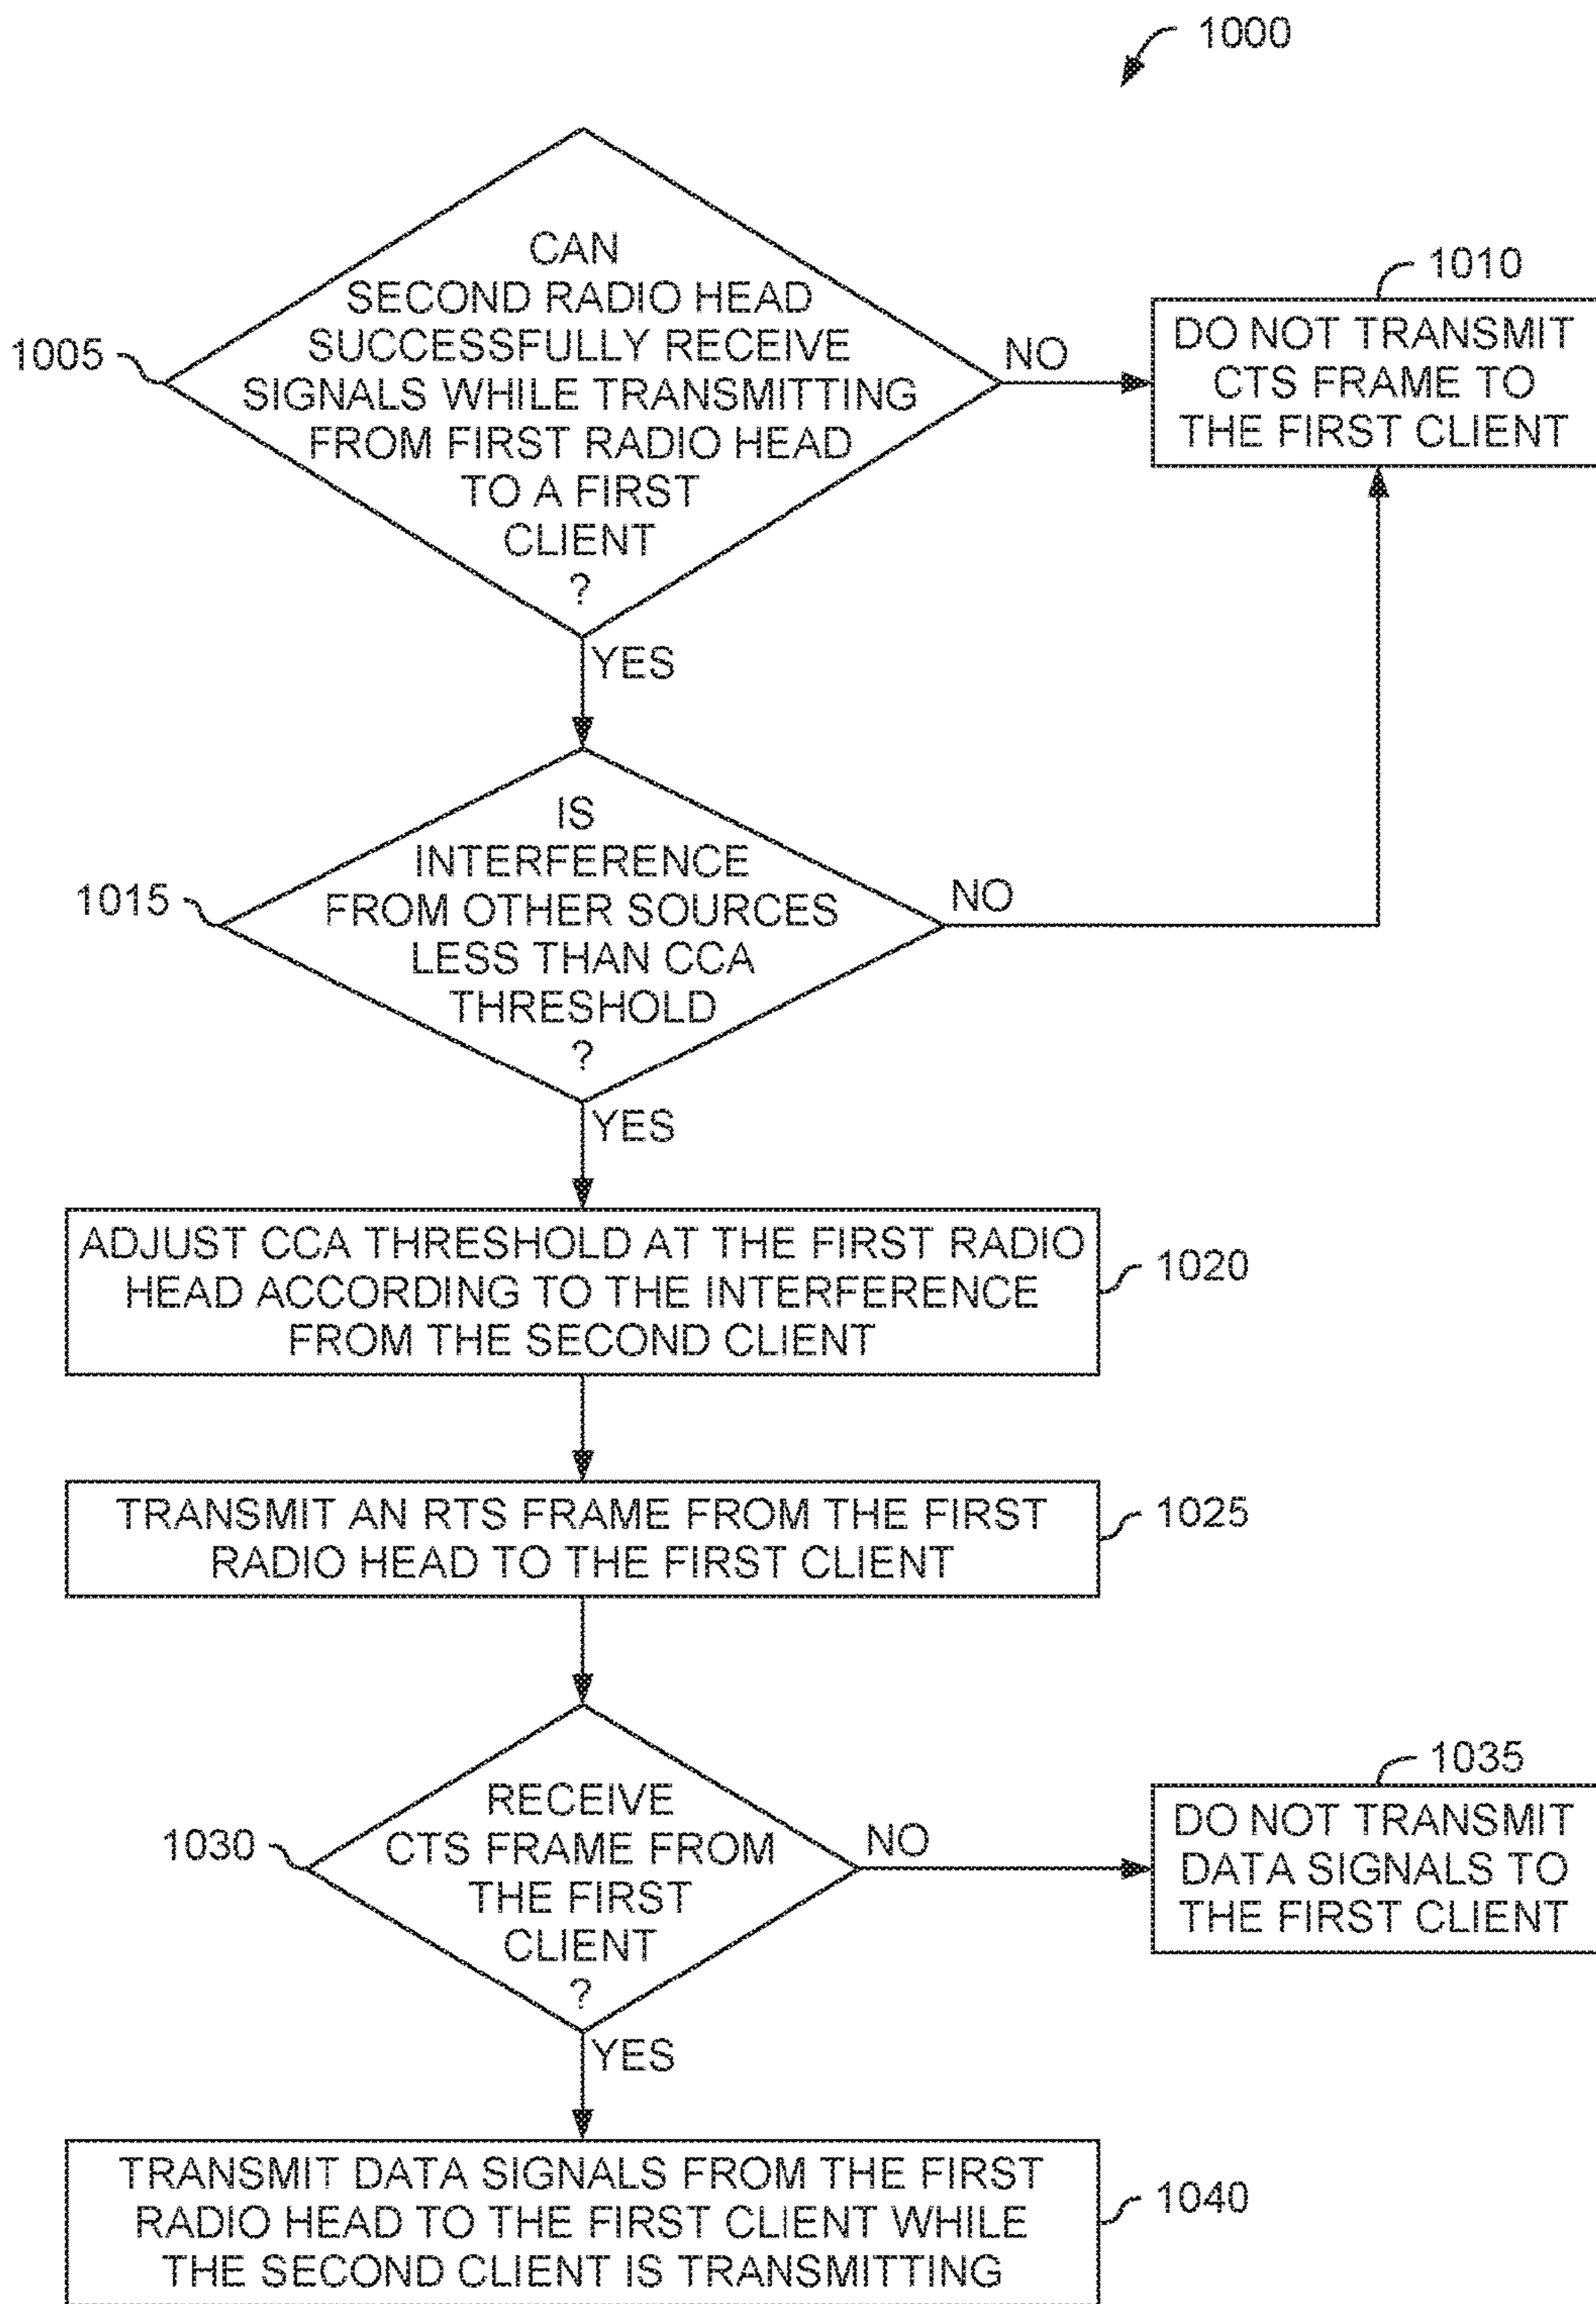 1000
CAN
SECOND RADIO HEAD
SUCCESSFULLY RECEIVE
SIGNALS WHILE TRANSMITTING
FROM FIRST RADIO HEAD
TO A FIRST
CLIENT
?
1005
NO
1010
DO NOT TRANSMIT
CTS FRAME TO
THE FIRST CLIENT
YES
IS
INTERFERENCE
FROM OTHER SOURCES
LESS THAN CCA
THRESHOLD
?
1015
NO
YES
ADJUST CCA THRESHOLD AT THE FIRST RADIO
HEAD ACCORDING TO THE INTERFERENCE
FROM THE SECOND CLIENT
1020
TRANSMIT AN RTS FRAME FROM THE FIRST
RADIO HEAD TO THE FIRST CLIENT
1025
RECEIVE
CTS FRAME FROM
THE FIRST
CLIENT
?
1030
NO
1035
DO NOT TRANSMIT
DATA SIGNALS TO
THE FIRST CLIENT
YES
TRANSMIT DATA SIGNALS FROM THE FIRST
RADIO HEAD TO THE FIRST CLIENT WHILE
THE SECOND CLIENT IS TRANSMITTING
1040